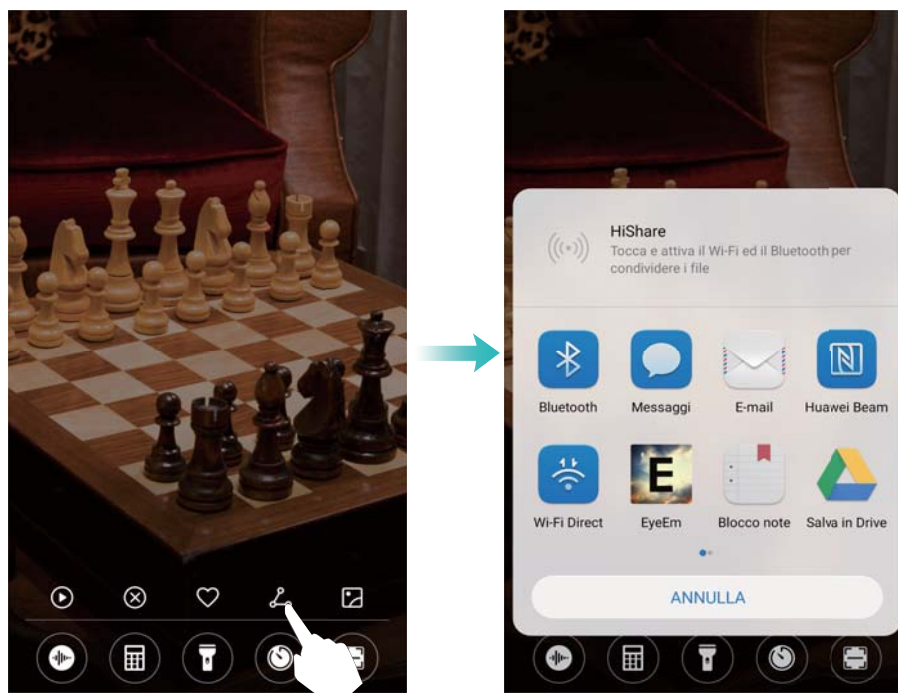 HiShare
Tocca e attiva il Wi-Fi ed il Bluetooth per
condividere i file
Bluetooth
Messaggi
E-mail
Huawei Beam
E
Wi-Fi Direct
EyeEm
Blocco note
Salva in Drive
ANNULLA